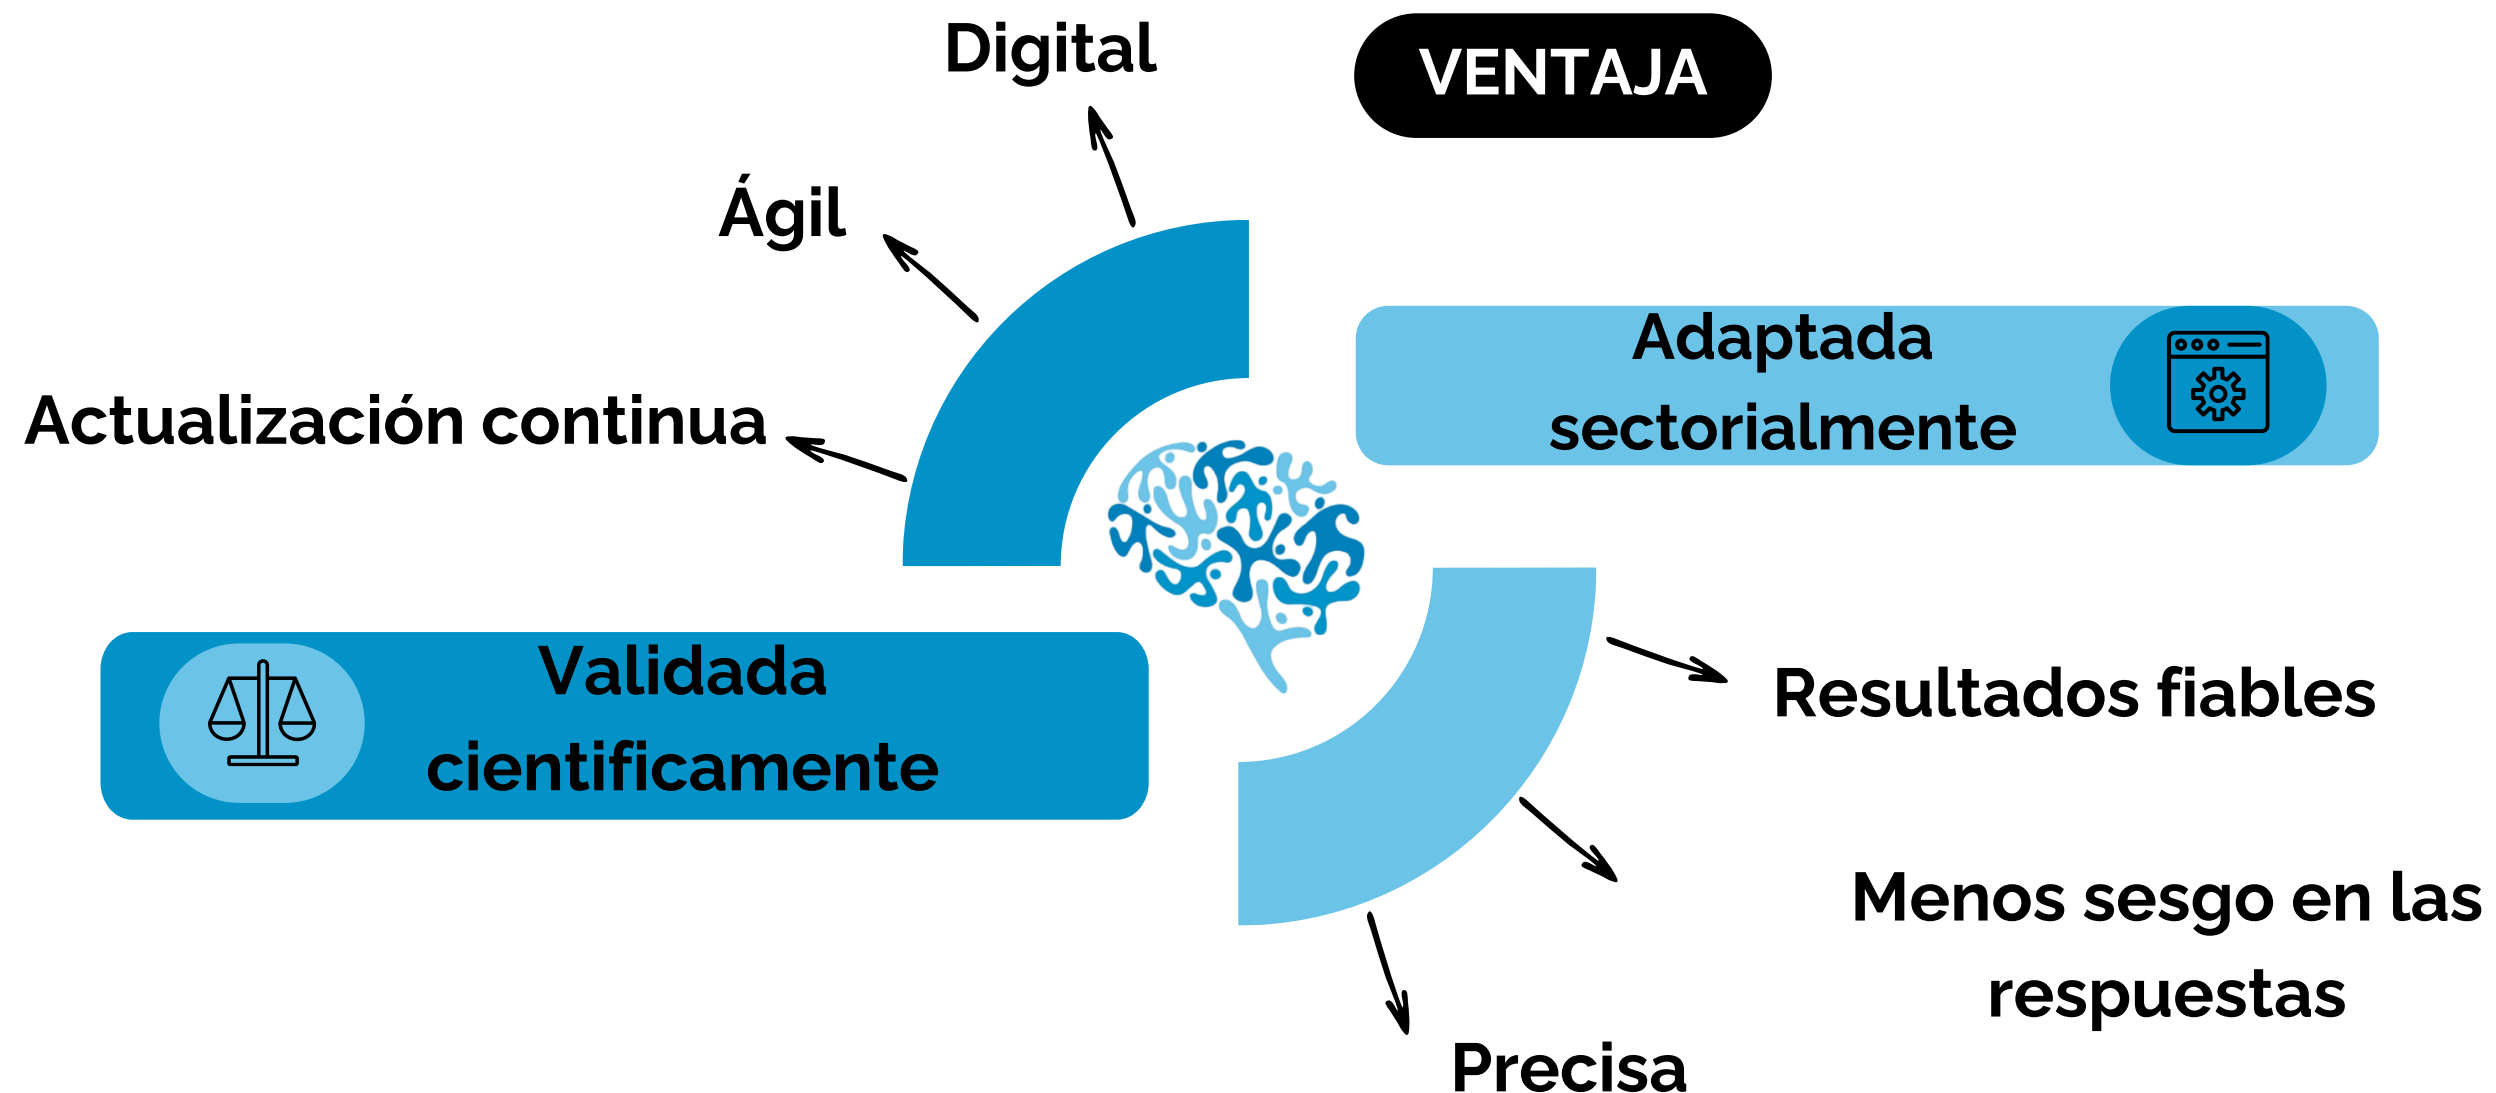 Digital
VENTAJA
Ágil
Adaptada
sectorialmente
Actualización continua
Validada
cientificamente
Resultados fiables
Menos sesgo en las
respuestas
Precisa